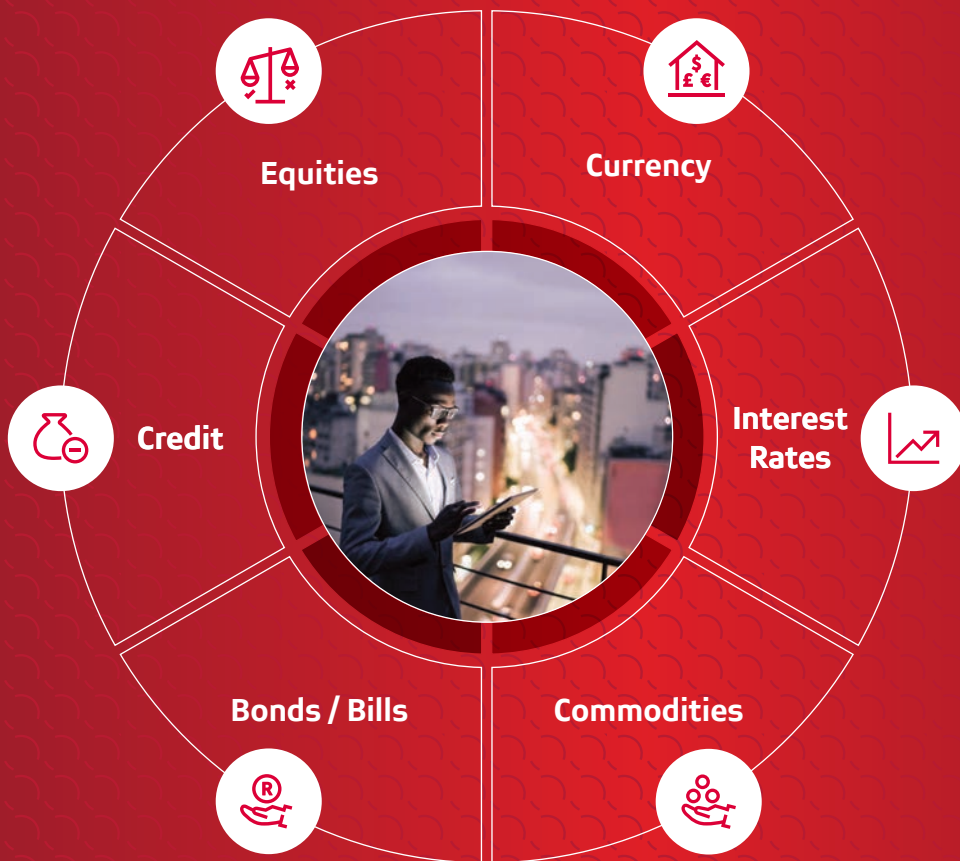 Equities
Currency
Credit
Interest
Rates
Bonds / Bills
Commodities
$
£ €
R